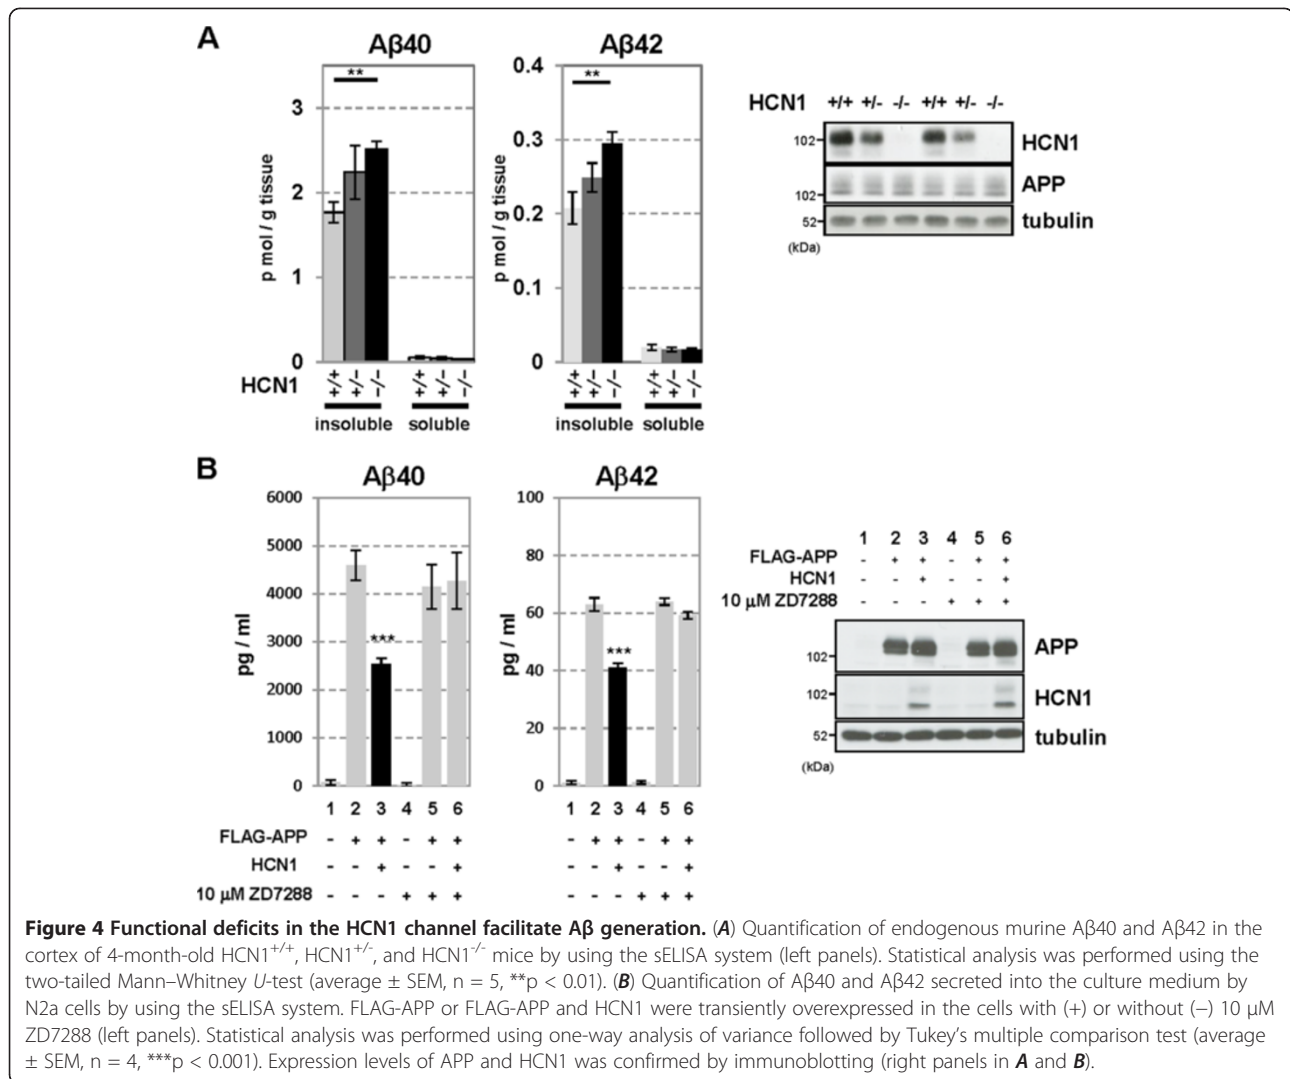 A
Aβ40
Aβ42
p mol / g tissue
3
2
1
0
**
p mol / g tissue
0.4
0.3
0.2
0.1
0
**
HCN1
+/+ +/- -/- +/+ +/- -/-
+/+ +/- -/- +/+ +/- -/-
insoluble soluble
insoluble soluble
HCN1 +/+ +/- -/- +/+ +/- -/-
102 HCN1
102 APP
52 tubulin
(kDa)
B
Aβ40
Aβ42
pg / ml
6000
5000
4000
3000
2000
1000
0
***
pg / ml
100
80
60
40
20
0
***
1 2 3 4 5 6
1 2 3 4 5 6
FLAG-APP - + + - + + - + + - + +
HCN1 - - + - - + - - + - - +
10 μM ZD7288 - - - + + + - - - + + +
1 2 3 4 5 6
FLAG-APP - + + - + +
HCN1 - - + - - +
10 μM ZD7288 - - - + + +
102 APP
102 HCN1
52 tubulin
(kDa)
Figure 4 Functional deficits in the HCN1 channel facilitate Aβ generation. (A) Quantification of endogenous murine Aβ40 and Aβ42 in the
cortex of 4-month-old HCN1+/+, HCN1+/-, and HCN1-/- mice by using the sELISA system (left panels). Statistical analysis was performed using the
two-tailed Mann–Whitney U-test (average ± SEM, n = 5, **p < 0.01). (B) Quantification of Aβ40 and Aβ42 secreted into the culture medium by
N2a cells by using the sELISA system. FLAG-APP or FLAG-APP and HCN1 were transiently overexpressed in the cells with (+) or without (−) 10 μM
ZD7288 (left panels). Statistical analysis was performed using one-way analysis of variance followed by Tukey's multiple comparison test (average
± SEM, n = 4, ***p < 0.001). Expression levels of APP and HCN1 was confirmed by immunoblotting (right panels in A and B).